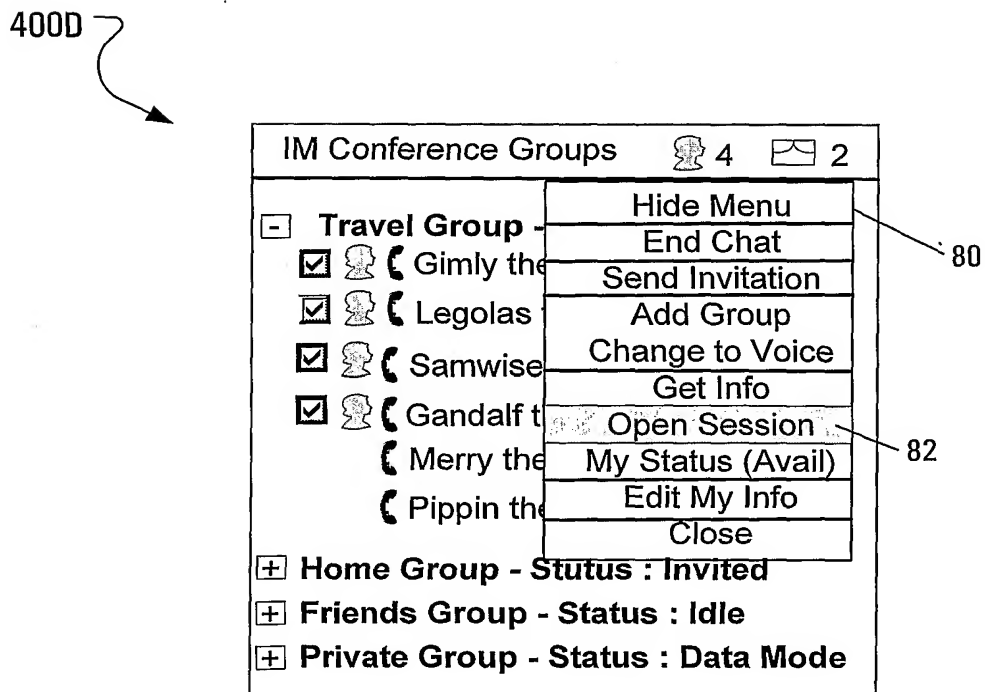 400D
IM Conference Groups 4 2
Hide Menu
80
- Travel Group -
End Chat
Gimly the
Send Invitation
Legolas
Add Group
Change to Voice
Samwise
Get Info
Gandalf t
Open Session
82
Merry the
My Status (Avail)
Pippin the
Edit My Info
Close
+ Home Group - Stutus : Invited
+ Friends Group - Status : Idle
+ Private Group - Status : Data Mode